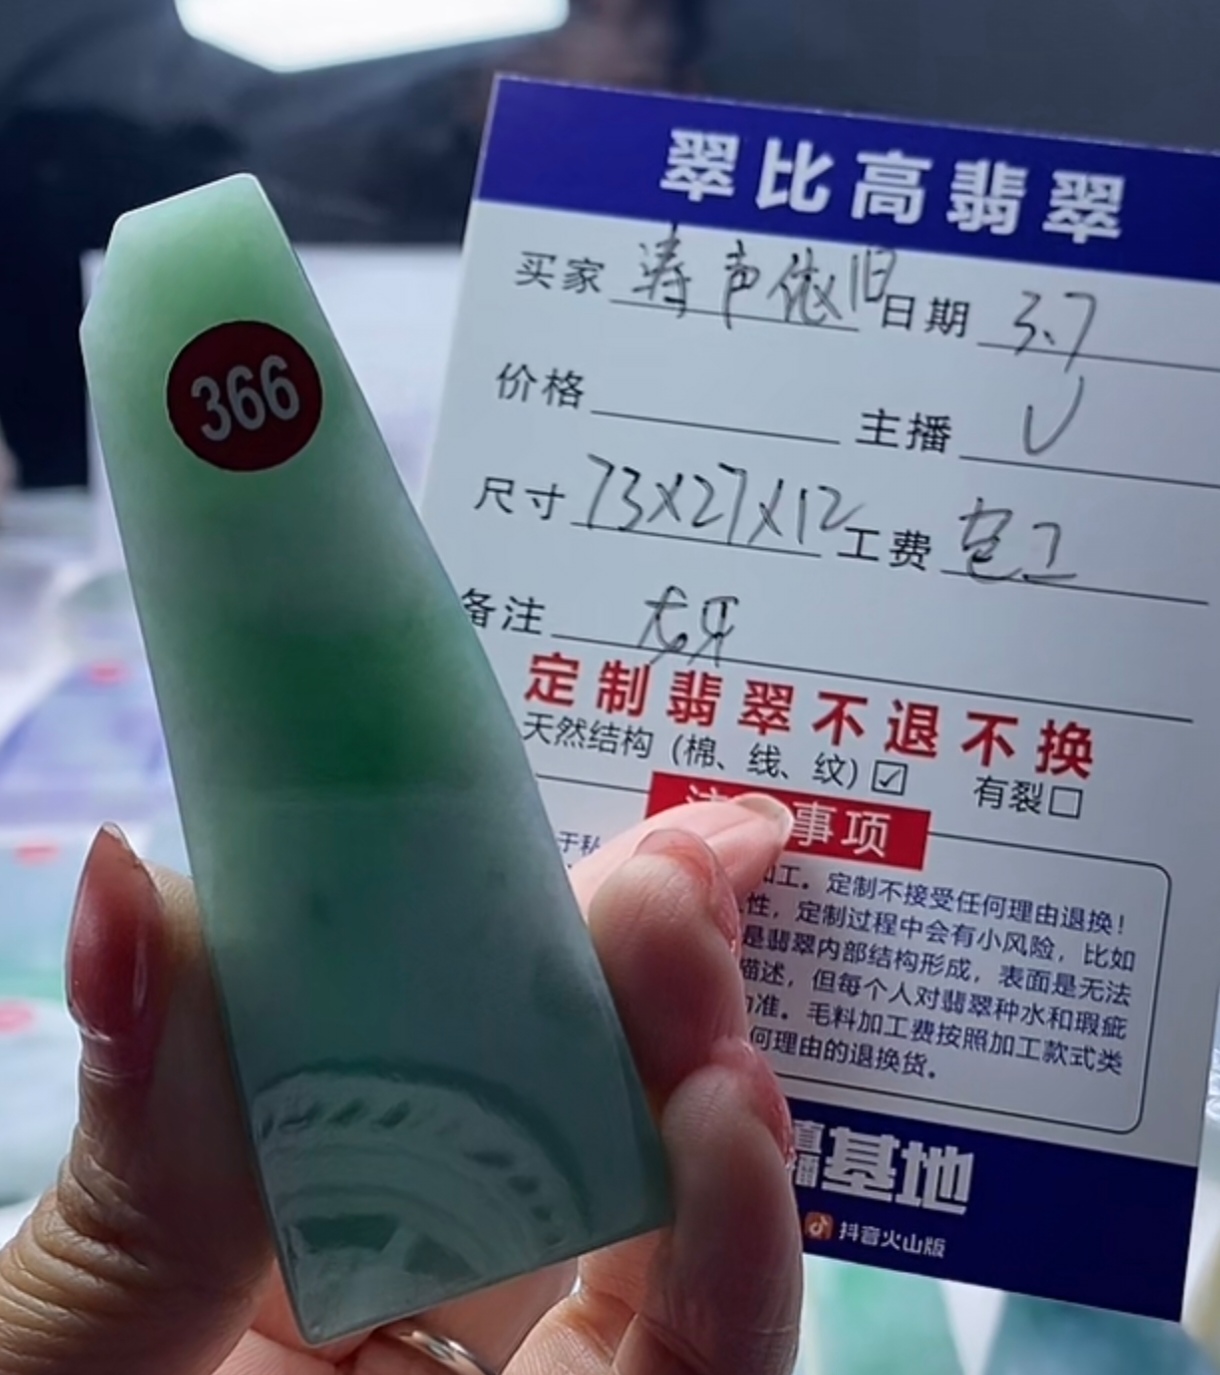 翠比高翡翠
买家 涛声依旧 日期 3.7
价格 主播
366
尺寸 73X27X12 工费 包工
备注
定制翡翠不退不换
天然结构（棉、线、纹）☑ 有裂□
事项
于私
加工。定制不接受任何理由退换！
性，定制过程中会有小风险，比如
是翡翠内部结构形成，表面是无法
描述，但每个人对翡翠种水和瑕疵
为准。毛料加工费按照加工款式类
何理由的退换货。
直播基地
抖音火山版